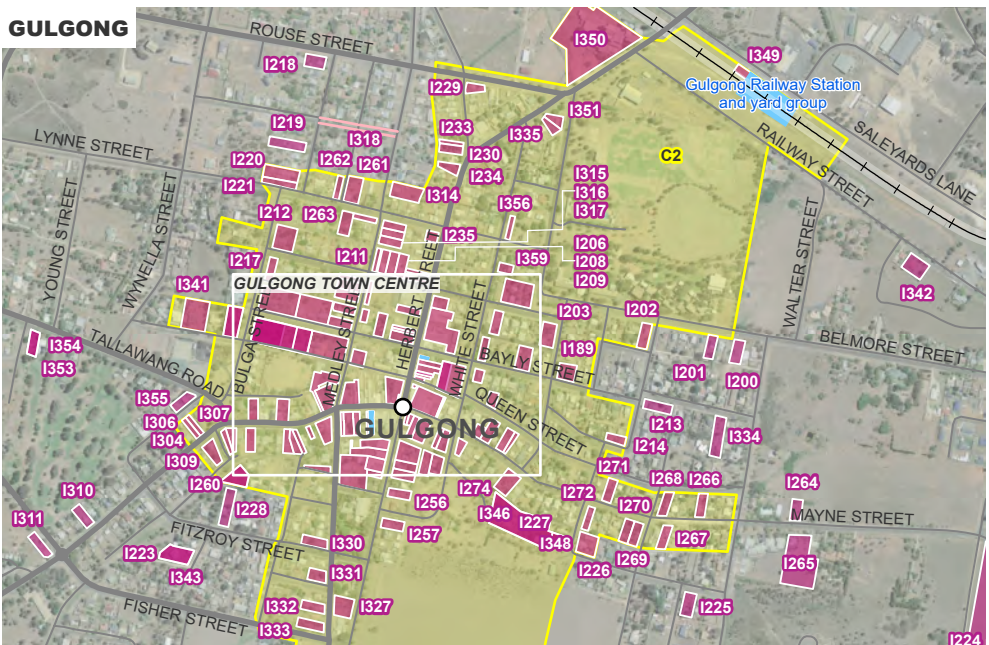 GULGONG
ROUSE STREET
I350
I218
I349
I229
Gulgong Railway Station
and yard group
I351
I335
I233
I318
I219
LYNNE STREET
SALEYARDS LANE
RAILWAY STREET
C2
I262
I261
I230
I220
I234
I315
I221
I314
I316
I356
I317
I212
I263
YOUNG STREET
WYNELLA STREET
I235
I206
WALTER STREET
I211
I208
I217
I359
I209
I342
I341
GULGONG TOWN CENTRE
HERBERT STREET
I203
I202
I354
I353
TALLAWANG ROAD
BULGA STREET
MEDLEY STREET
WHITE STREET
BAYLY STREET
I189
BELMORE STREET
I201
I200
I355
I307
I306
I304
I309
GULGONG
QUEEN STREET
I213
I214
I334
I271
I260
I274
I268
I266
I264
I310
I228
I256
I272
I270
I311
I346
I227
MAYNE STREET
FITZROY STREET
I257
I348
I267
I330
I269
I223
I226
I265
I343
I331
FISHER STREET
I332
I327
I225
I333
I224